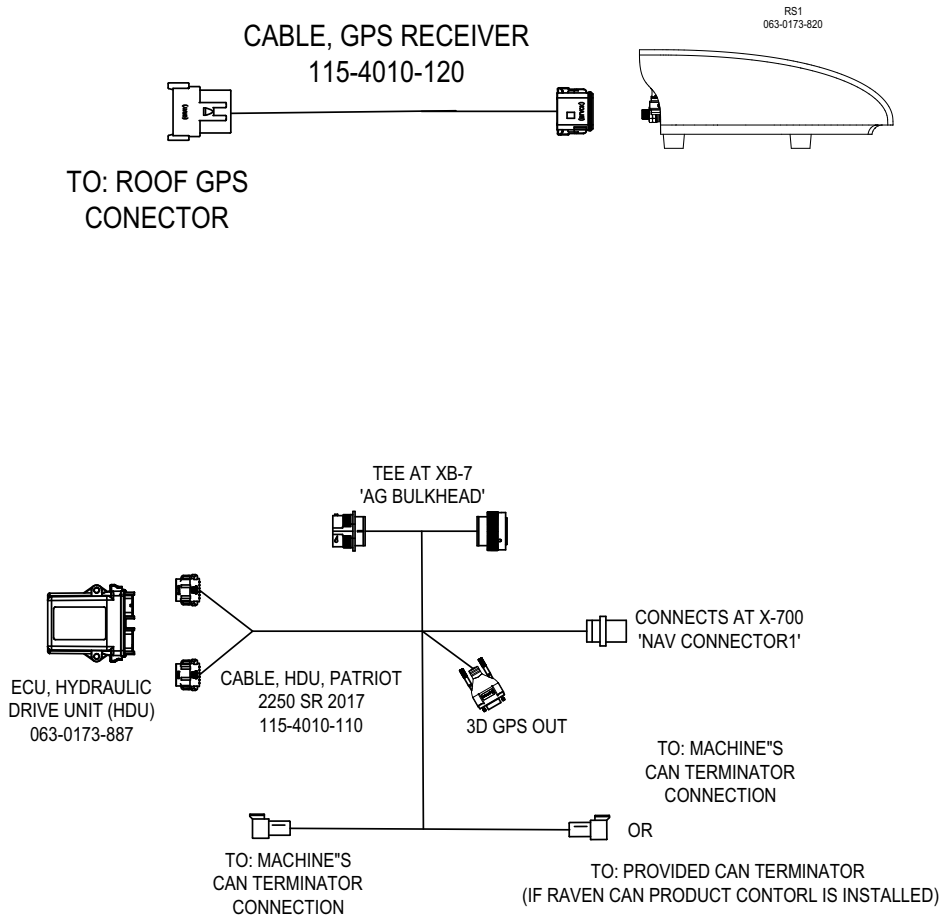 RS1
063-0173-820
CABLE, GPS RECEIVER
115-4010-120
TO: ROOF GPS
CONECTOR
TEE AT XB-7
'AG BULKHEAD'
CONNECTS AT X-700
'NAV CONNECTOR1'
ECU, HYDRAULIC
DRIVE UNIT (HDU)
063-0173-887
CABLE, HDU, PATRIOT
2250 SR 2017
115-4010-110
3D GPS OUT
TO: MACHINE"S
CAN TERMINATOR
CONNECTION
OR
TO: MACHINE"S
CAN TERMINATOR
CONNECTION
TO: PROVIDED CAN TERMINATOR
(IF RAVEN CAN PRODUCT CONTORL IS INSTALLED)